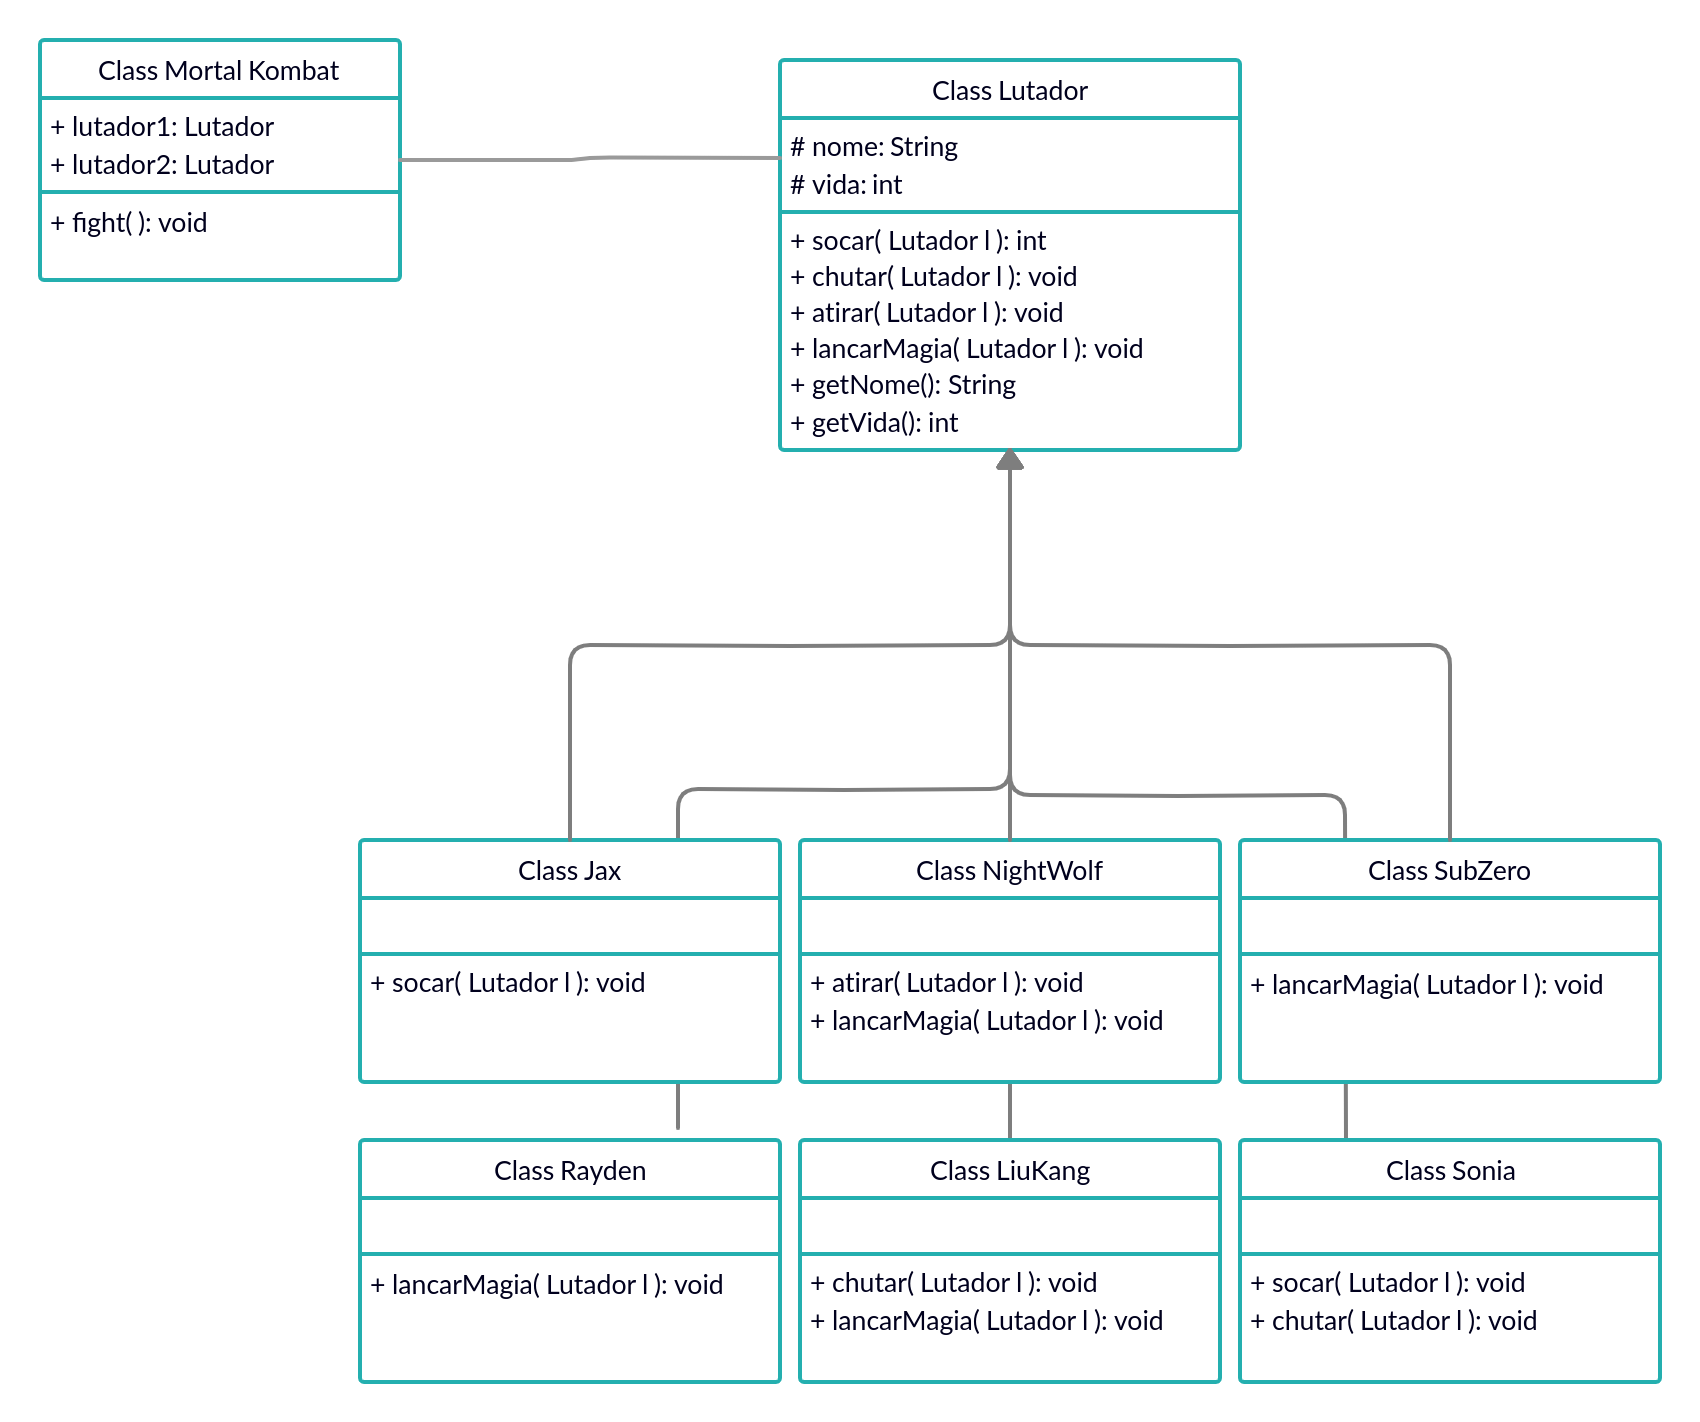 Class Mortal Kombat
+ lutador1: Lutador
+ lutador2: Lutador
+ fight( ): void
Class Lutador
# nome: String
# vida: int
+ socar( Lutador l ): int
+ chutar( Lutador l ): void
+ atirar( Lutador l ): void
+ lancarMagia( Lutador l ): void
+ getNome(): String
+ getVida(): int
Class Jax
+ socar( Lutador l ): void
Class NightWolf
+ atirar( Lutador l ): void
+ lancarMagia( Lutador l ): void
Class SubZero
+ lancarMagia( Lutador l ): void
Class Rayden
+ lancarMagia( Lutador l ): void
Class LiuKang
+ chutar( Lutador l ): void
+ lancarMagia( Lutador l ): void
Class Sonia
+ socar( Lutador l ): void
+ chutar( Lutador l ): void